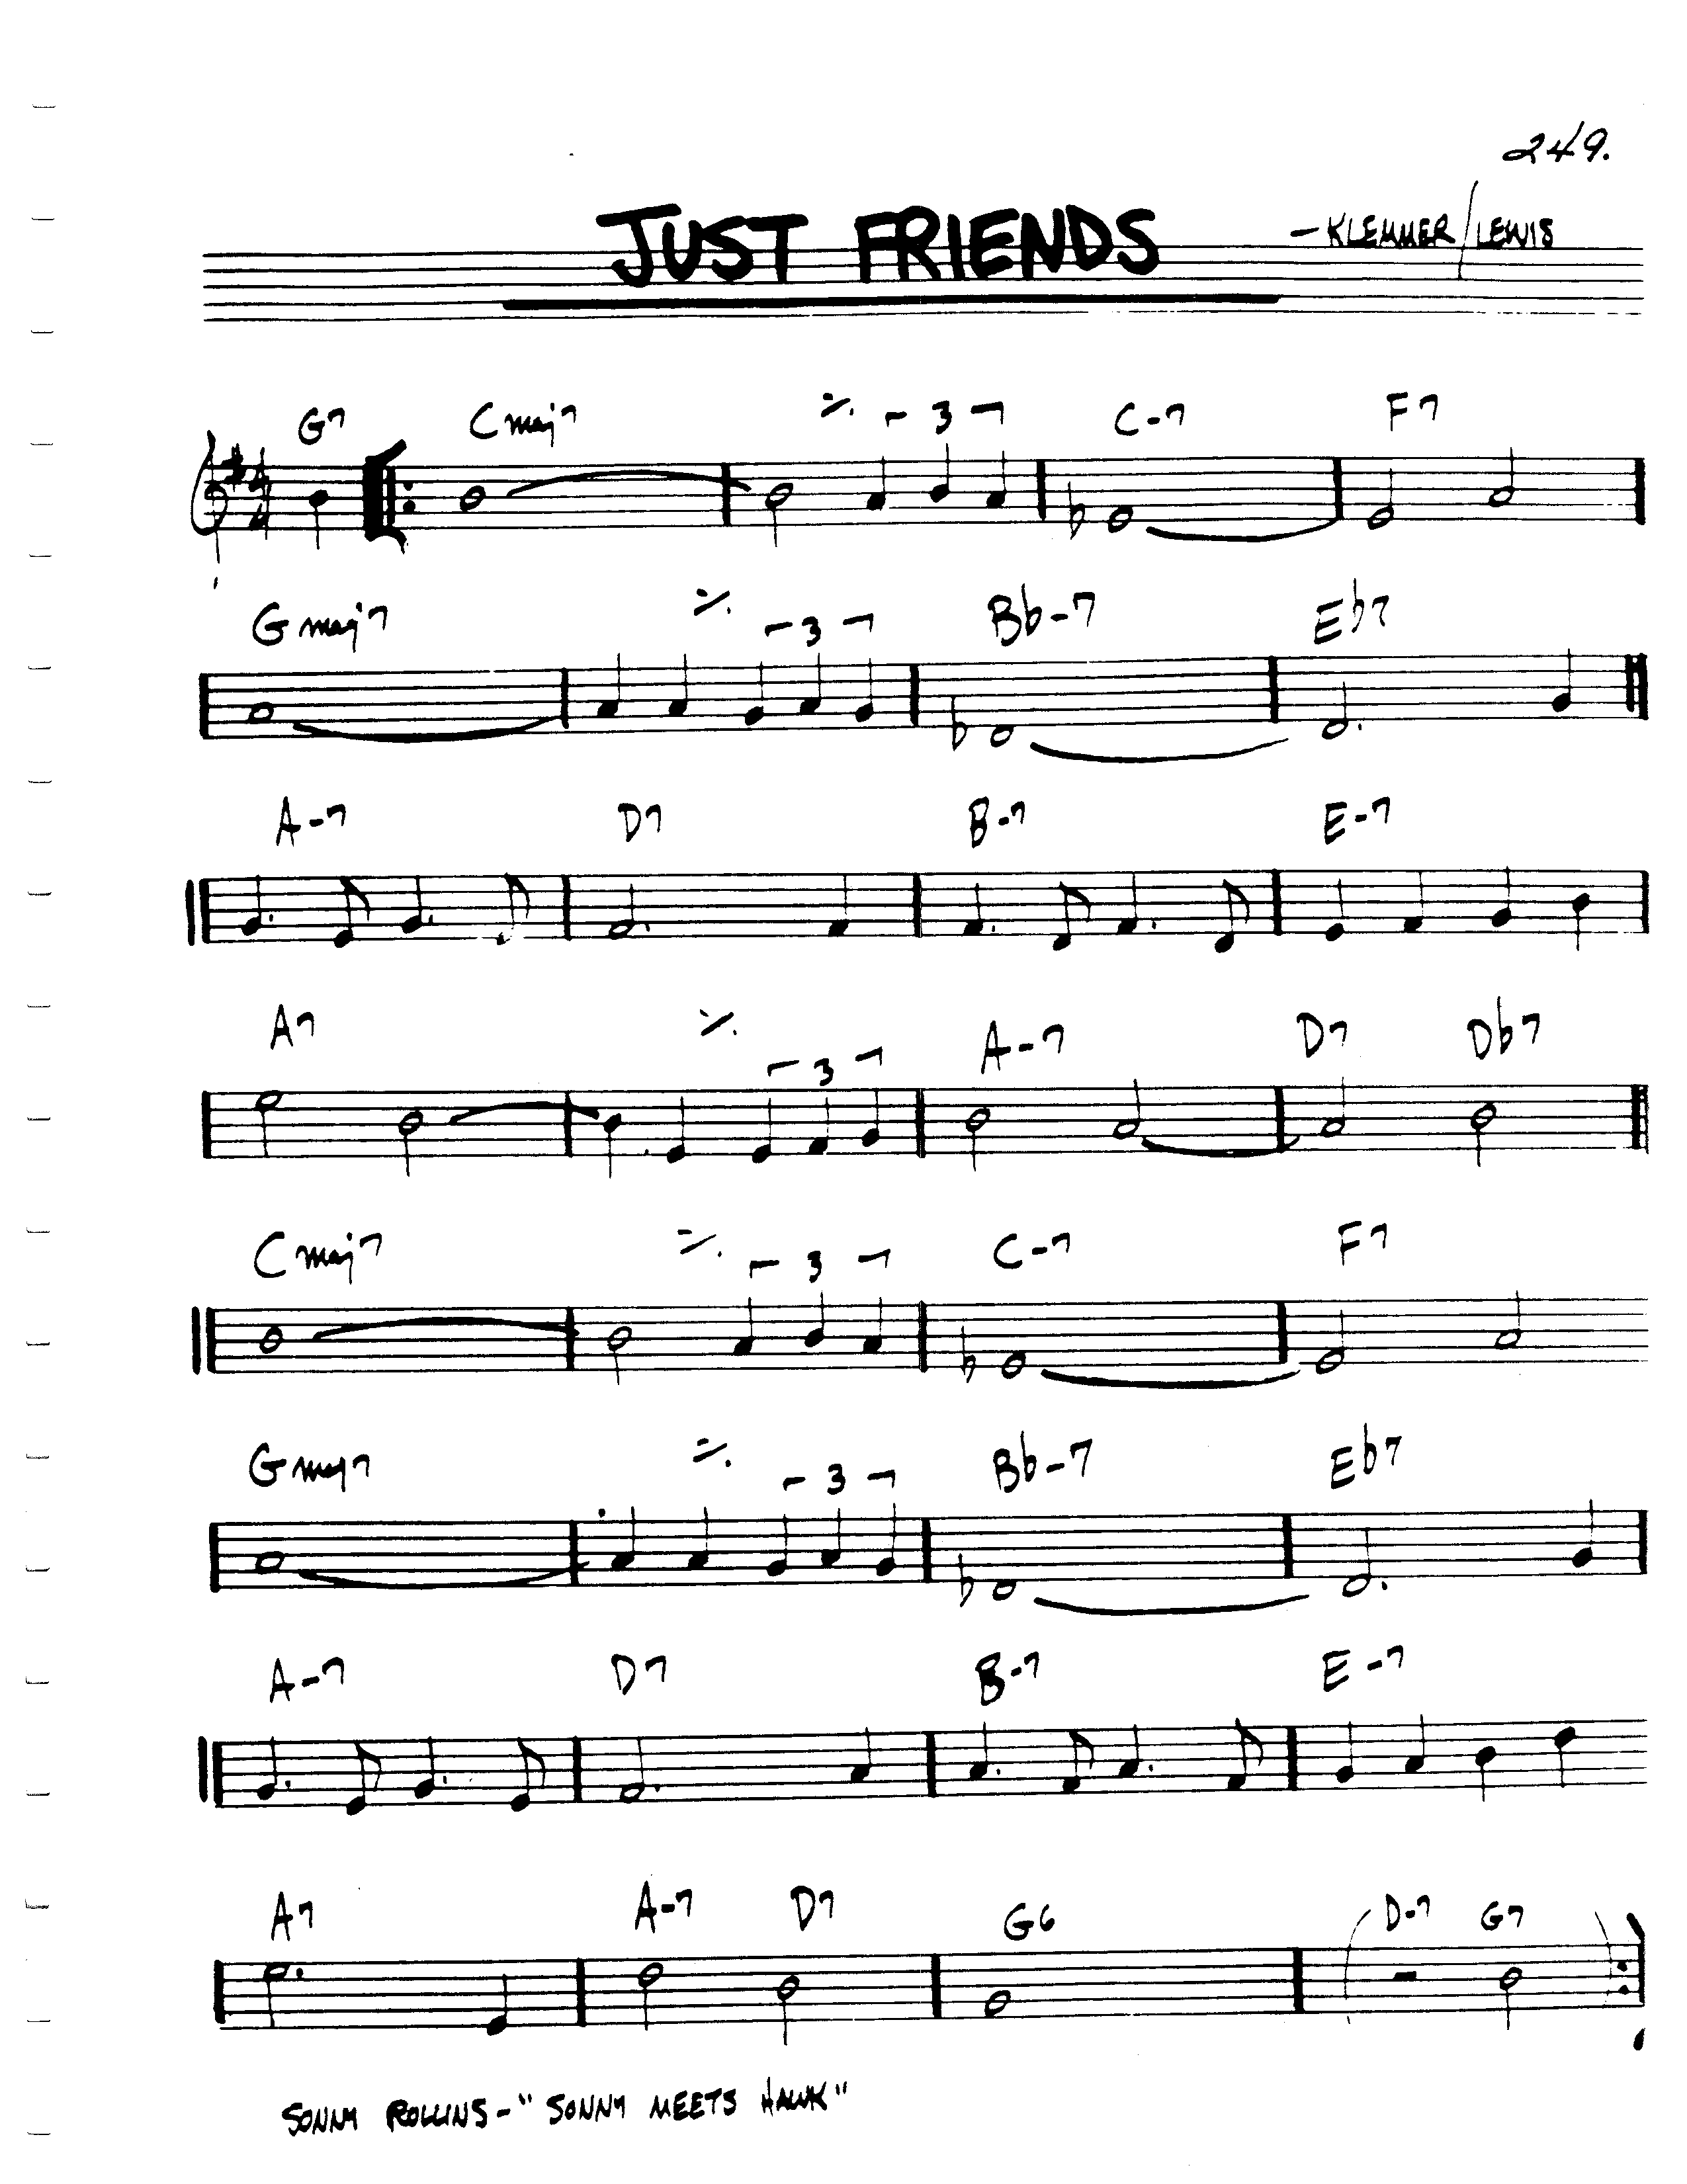 249.
JUST FRIENDS
- KLEMMER/LEWIS
G7 Cmaj7 ٪ 3 C-7 F7
Gmaj7 ٪ 3 Bb-7 Eb7
A-7 D7 B-7 E-7
A7 ٪ 3 A-7 D7 Db7
Cmaj7 ٪ 3 C-7 F7
Gmaj7 ٪ 3 Bb-7 Eb7
A-7 D7 B-7 E-7
A7 A-7 D7 G6 (D-7 G7)
SONNY ROLLINS - "SONNY MEETS HAWK"